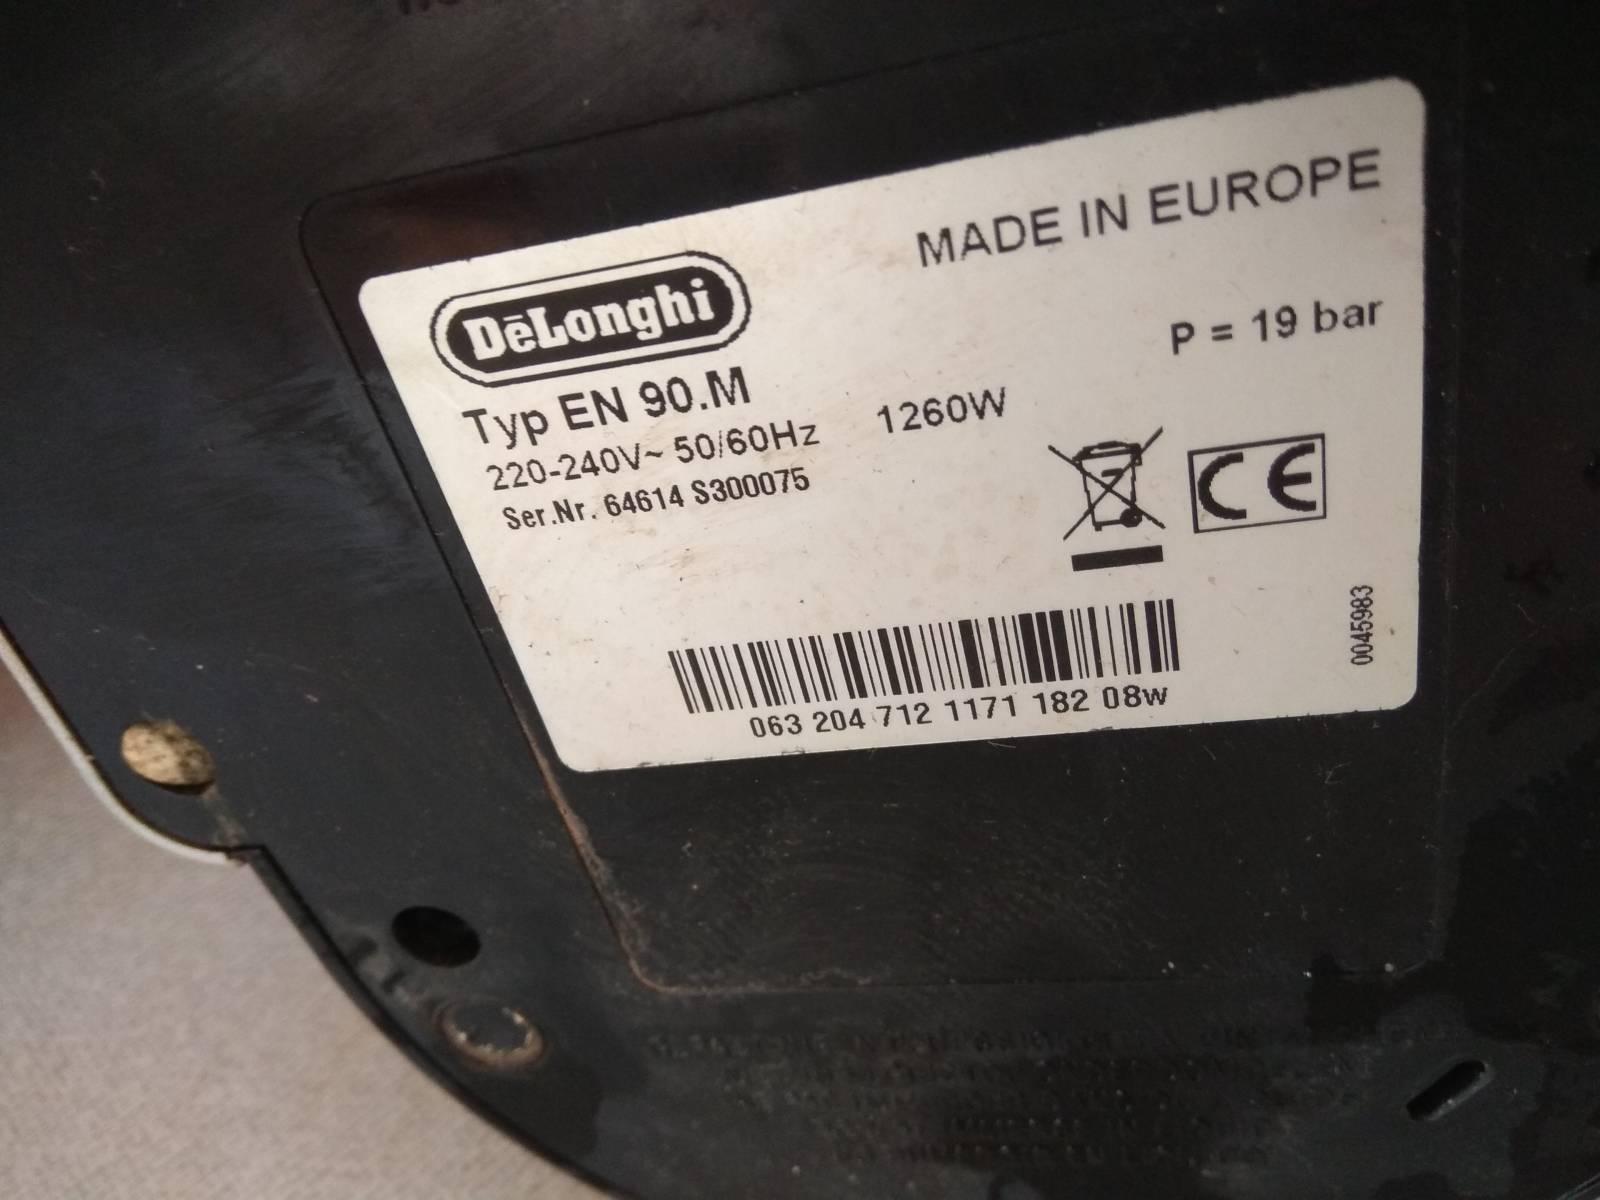 MADE IN EUROPE
DēLonghi
P = 19 bar
Typ EN 90.M
220-240V~ 50/60Hz 1260W
Ser.Nr. 64614 S300075
CE
0045983
063 204 712 1171 182 08w